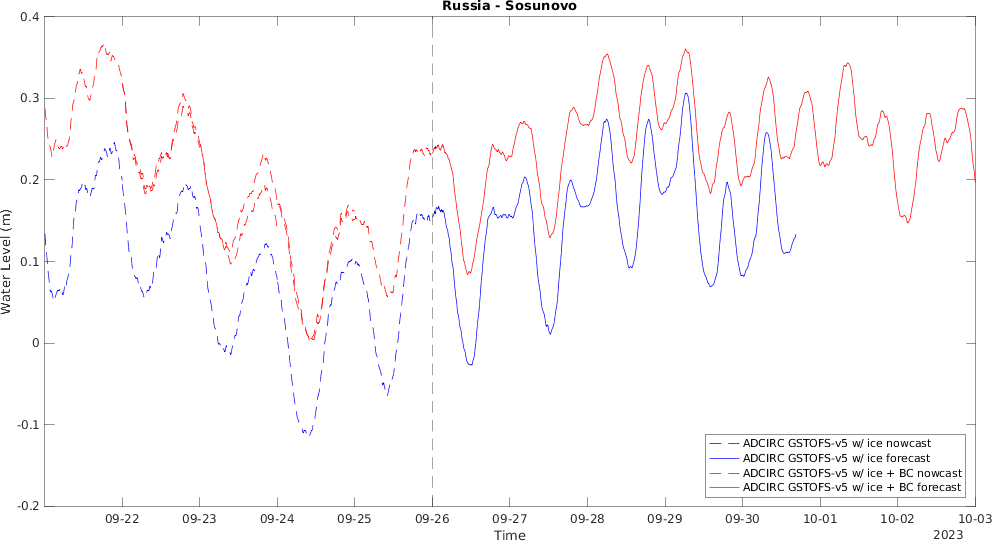 Russia - Sosunovo
Water Level (m)
0.4
0.3
0.2
0.1
0
-0.1
-0.2
ADCIRC GSTOFS-v5 w/ ice nowcast
ADCIRC GSTOFS-v5 w/ ice forecast
ADCIRC GSTOFS-v5 w/ ice + BC nowcast
ADCIRC GSTOFS-v5 w/ ice + BC forecast
09-22 09-23 09-24 09-25 09-26 09-27 09-28 09-29 09-30 10-01 10-02 10-03
Time
2023